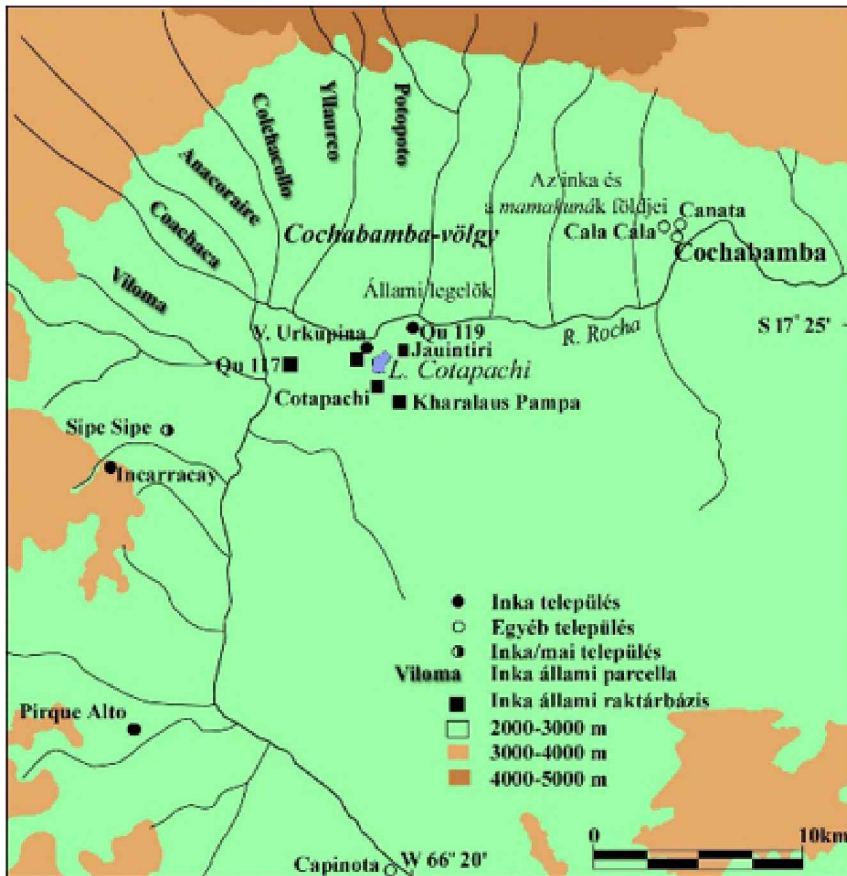 Potopoto
Yllaurco
Colchacollo
Anacoraire
Coachaca
Viloma
Az inka és
a mamakunák földjei
Canata
Cala Cala
Cochabamba
Cochabamba-völgy
Állami legelők
S 17° 25'
V. Urkupina
Qu 119
R. Rocha
Jauintiri
Qu 117
L. Cotapachi
Cotapachi
Kharalaus Pampa
Sipe Sipe
Incarracay
Inka település
Egyéb település
Inka/mai település
Viloma Inka állami parcella
Inka állami raktárbázis
Pirque Alto
2000-3000 m
3000-4000 m
4000-5000 m
0 10km
Capinota
W 66° 20'